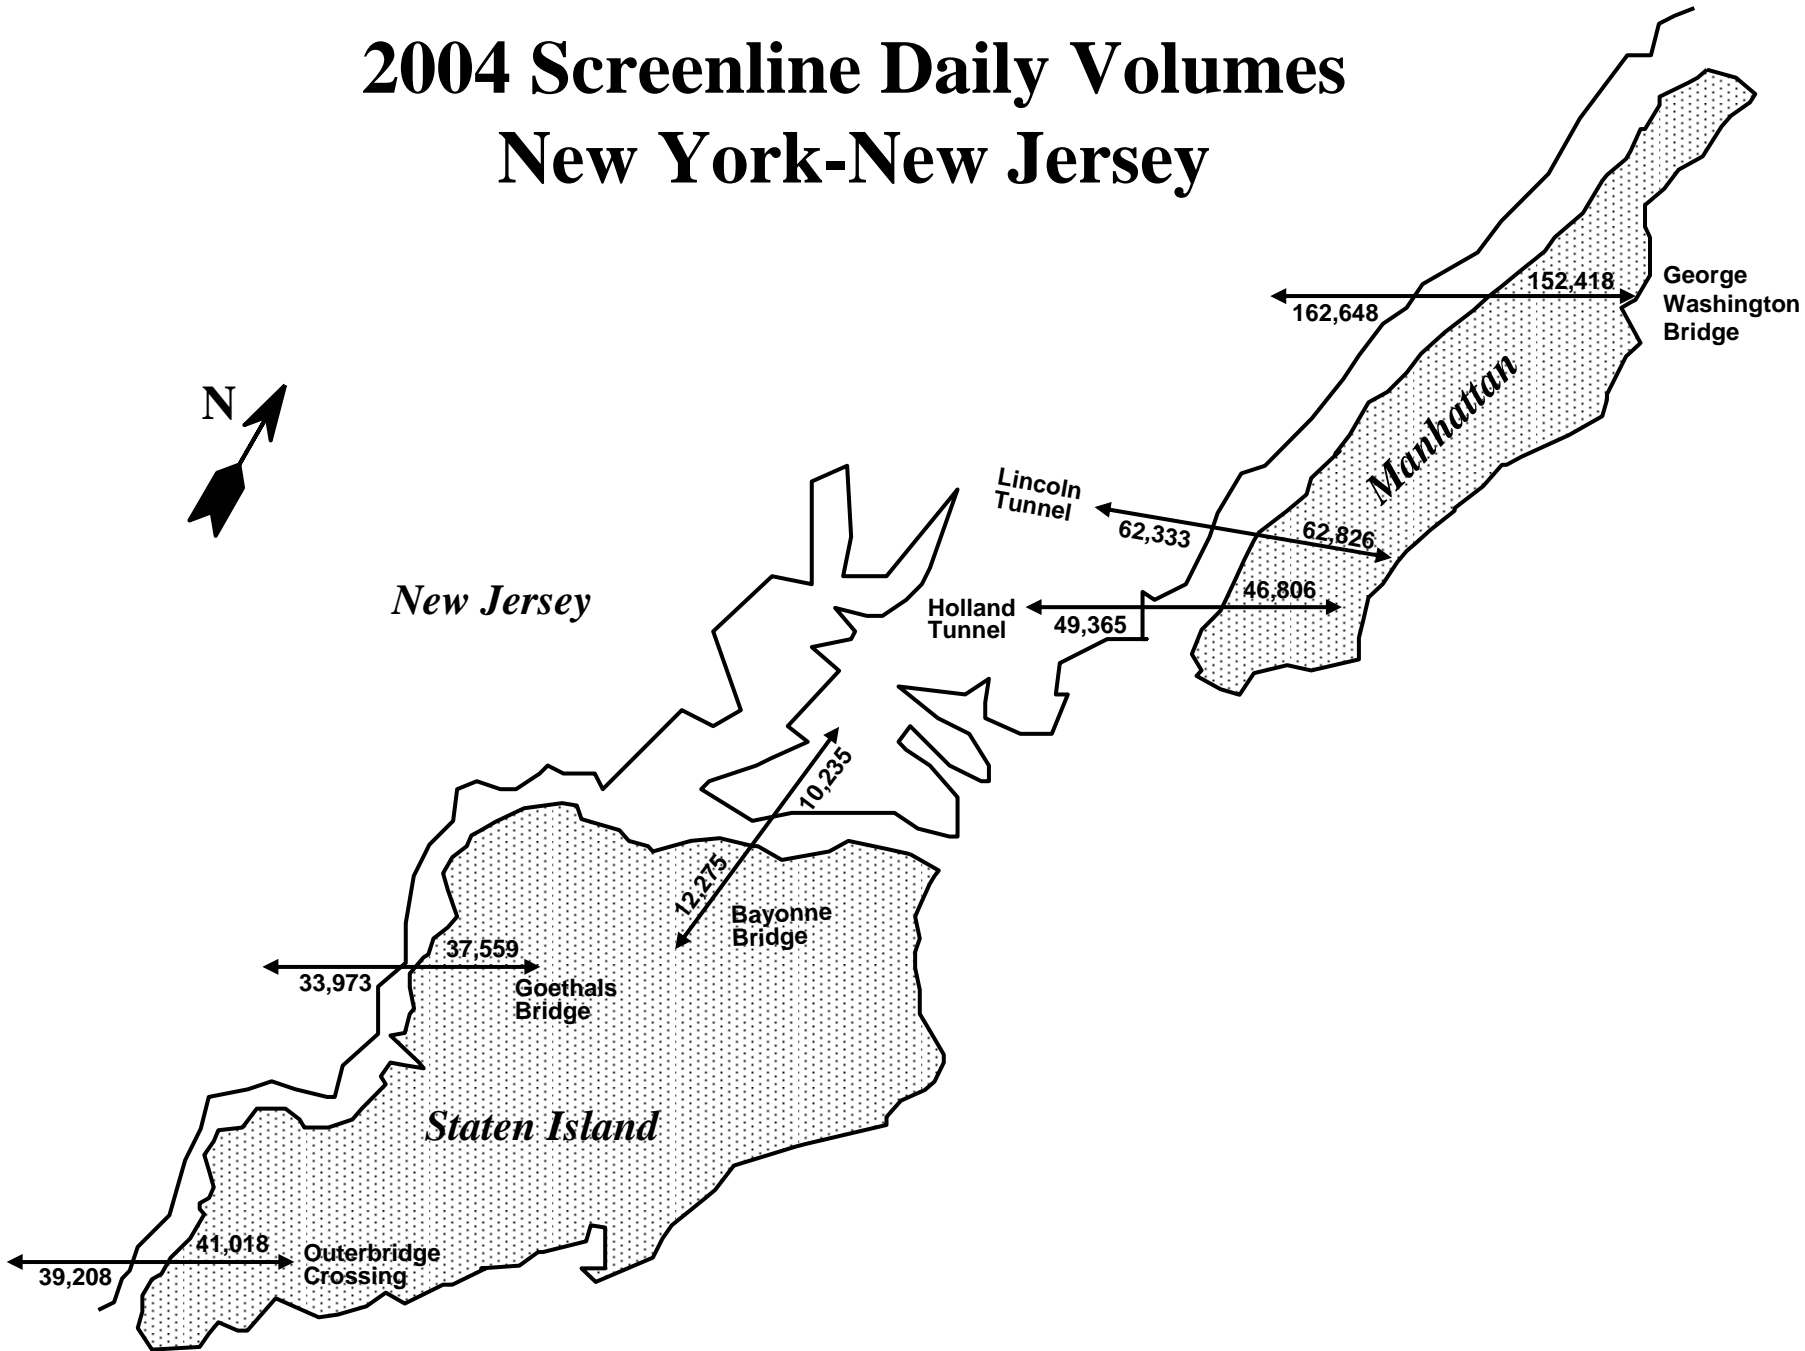 2004 Screenline Daily Volumes
New York-New Jersey
152,418
George
Washington
Bridge
162,648
N
Manhattan
Lincoln
Tunnel
62,333
62,826
New Jersey
46,806
Holland
Tunnel
49,365
10,235
12,275
Bayonne
Bridge
37,559
33,973
Goethals
Bridge
Staten Island
41,018
Outerbridge
Crossing
39,208